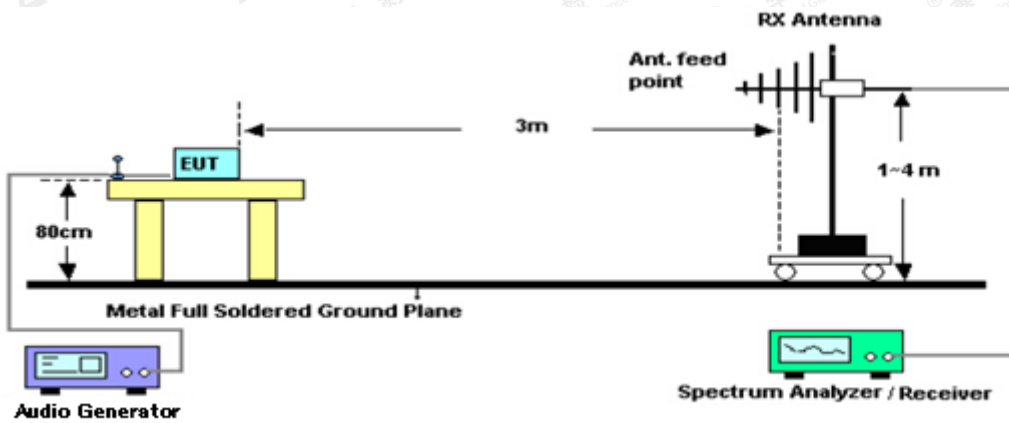 RX Antenna
Ant. feed
point
3m
EUT
1~4 m
80cm
Metal Full Soldered Ground Plane
Audio Generator
Spectrum Analyzer / Receiver